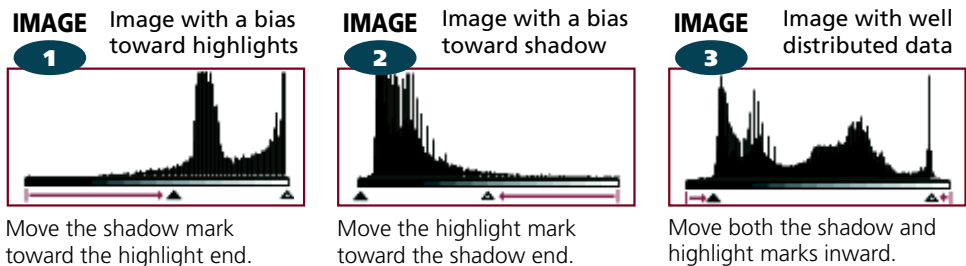 IMAGE
1
Image with a bias
toward highlights
Move the shadow mark
toward the highlight end.
IMAGE
2
Image with a bias
toward shadow
Move the highlight mark
toward the shadow end.
IMAGE
3
Image with well
distributed data
Move both the shadow and
highlight marks inward.